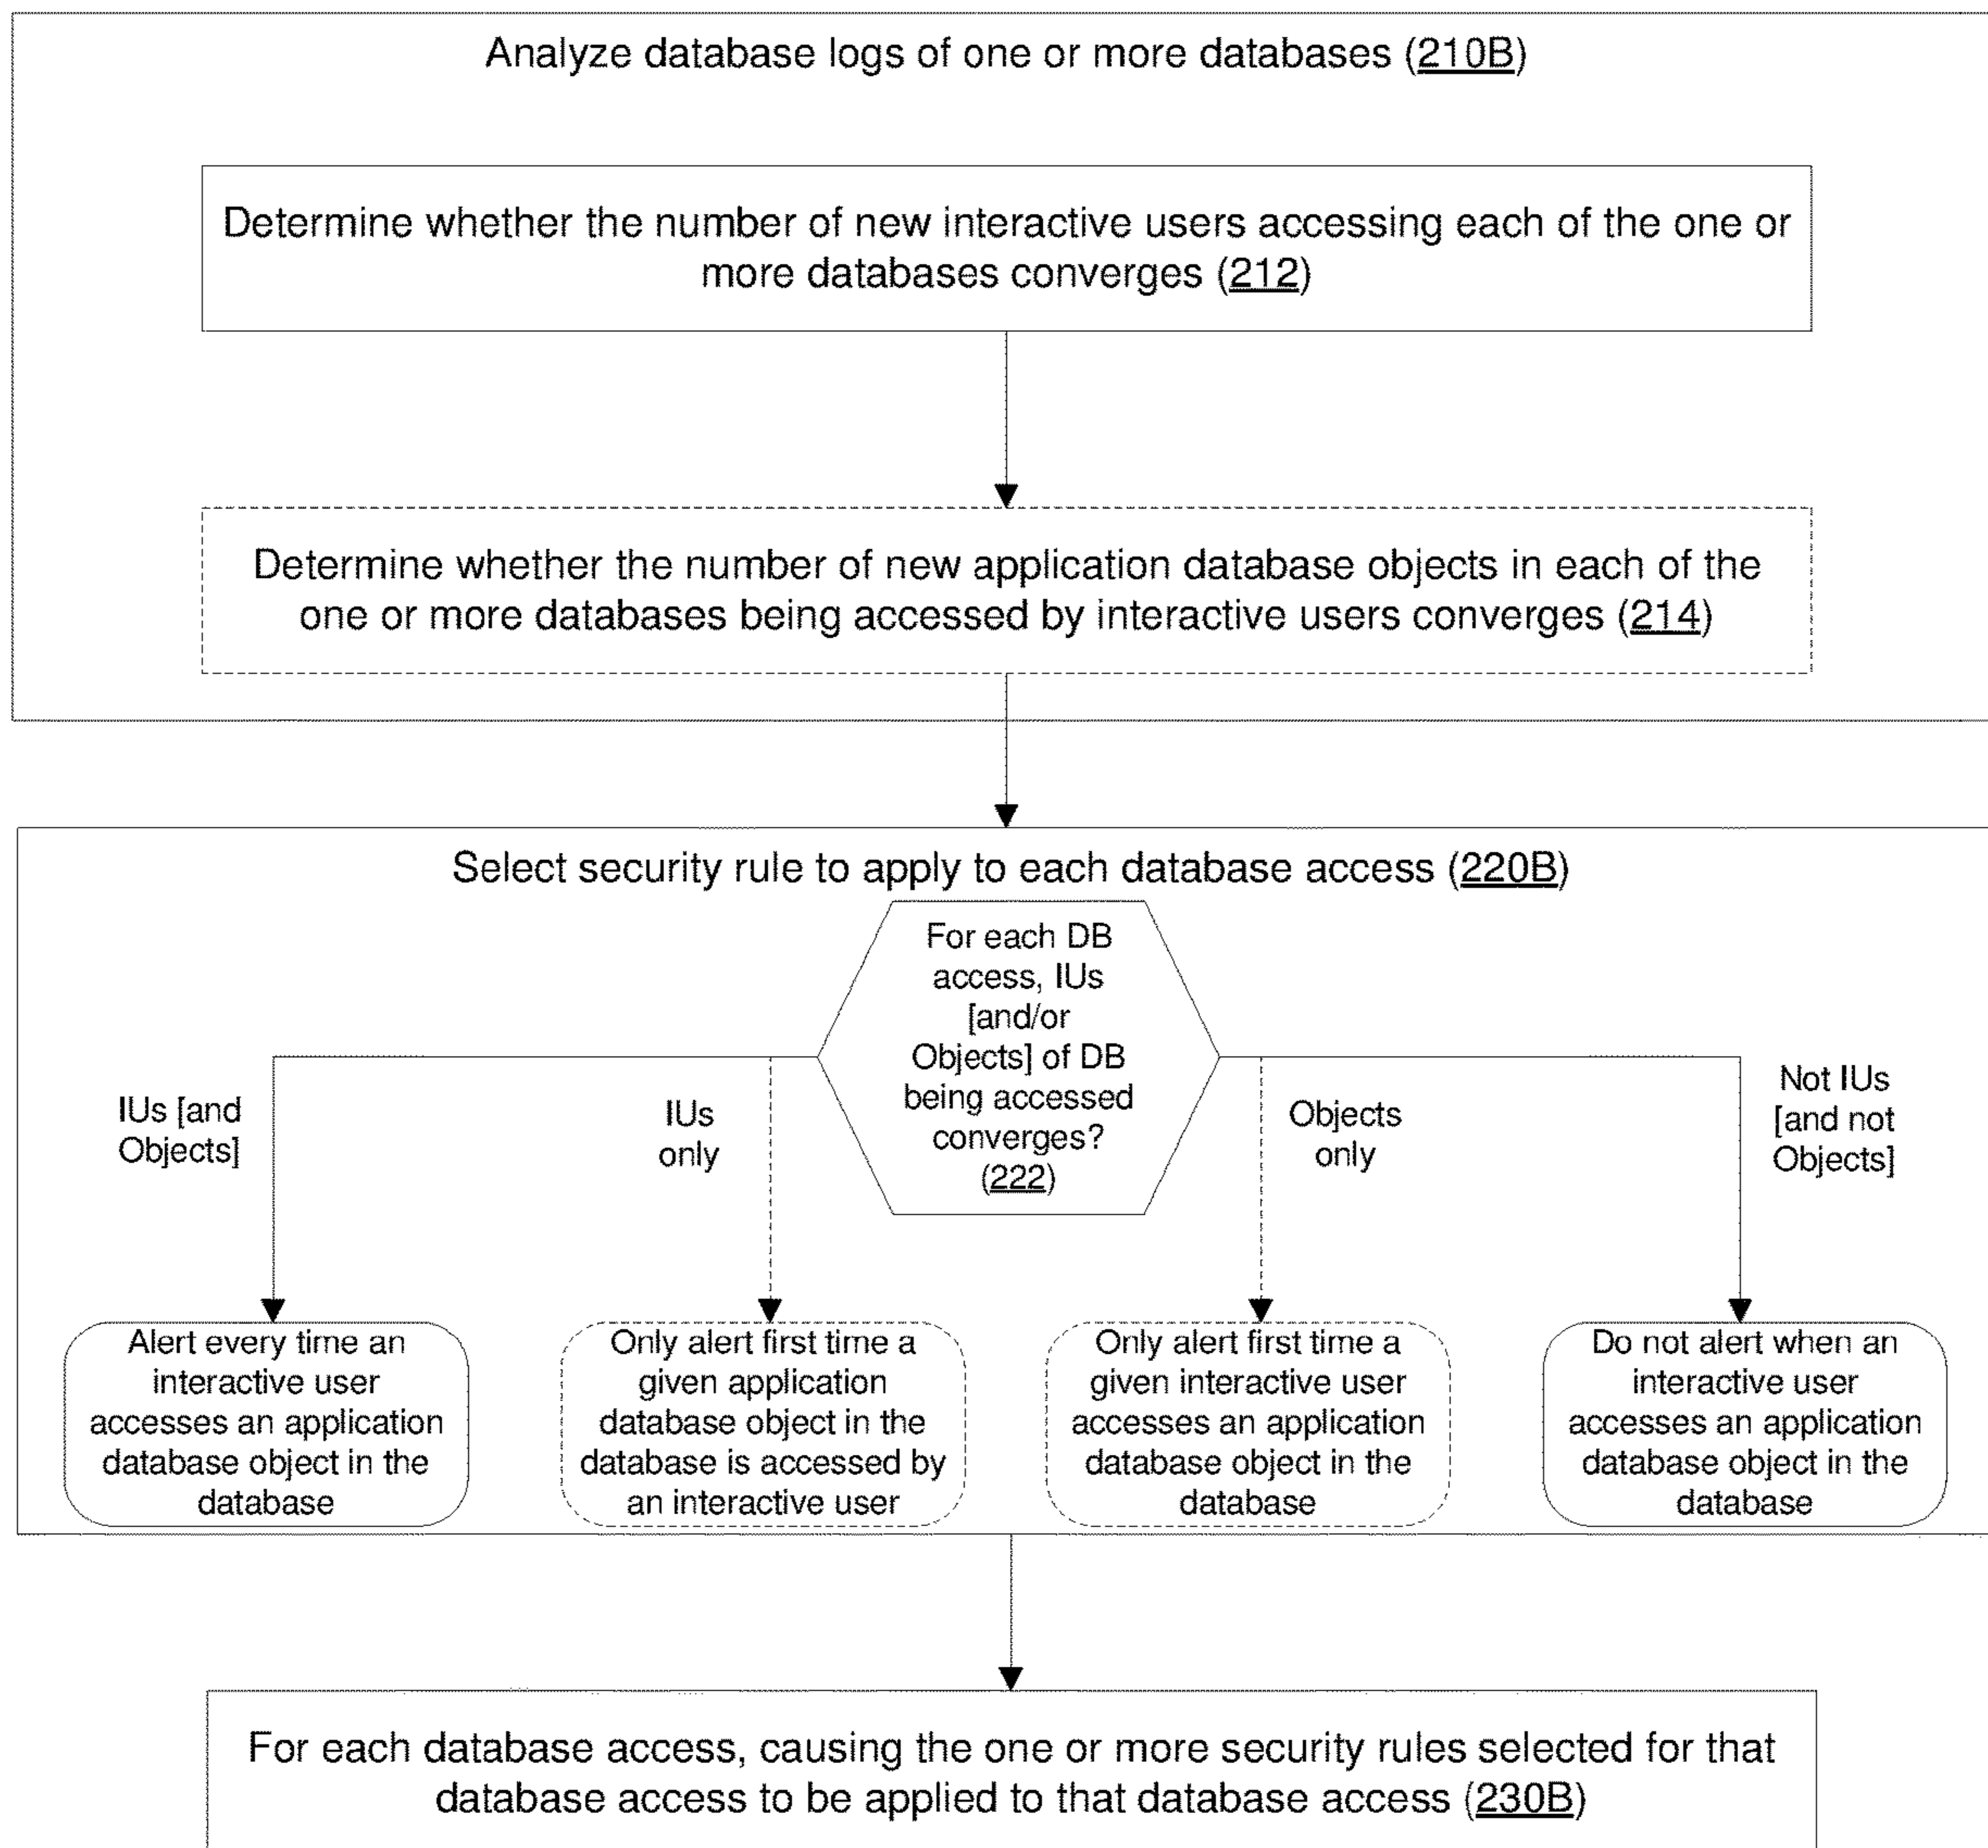 Analyze database logs of one or more databases (210B)
Determine whether the number of new interactive users accessing each of the one or
more databases converges (212)
Determine whether the number of new application database objects in each of the
one or more databases being accessed by interactive users converges (214)
Select security rule to apply to each database access (220B)
For each DB
access, IUs
[and/or
Objects] of DB
being accessed
converges?
(222)
IUs [and
Objects]
IUs
only
Objects
only
Not IUs
[and not
Objects]
Alert every time an
interactive user
accesses an application
database object in the
database
Only alert first time a
given application
database object in the
database is accessed by
an interactive user
Only alert first time a
given interactive user
accesses an application
database object in the
database
Do not alert when an
interactive user
accesses an application
database object in the
database
For each database access, causing the one or more security rules selected for that
database access to be applied to that database access (230B)